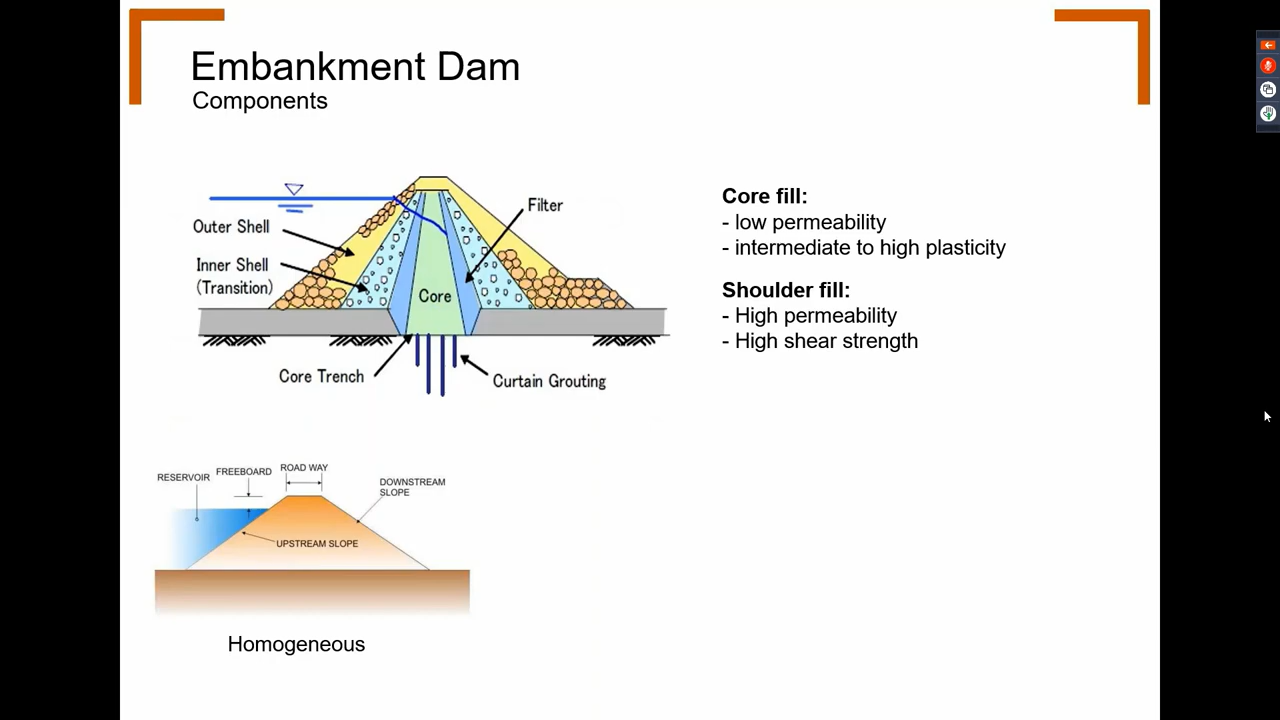 Embankment Dam
Components
Outer Shell
Inner Shell
(Transition)
Filter
Core
Core Trench
Curtain Grouting
Core fill:
- low permeability
- intermediate to high plasticity
Shoulder fill:
- High permeability
- High shear strength
RESERVOIR
FREEBOARD
ROAD WAY
DOWNSTREAM
SLOPE
UPSTREAM SLOPE
Homogeneous